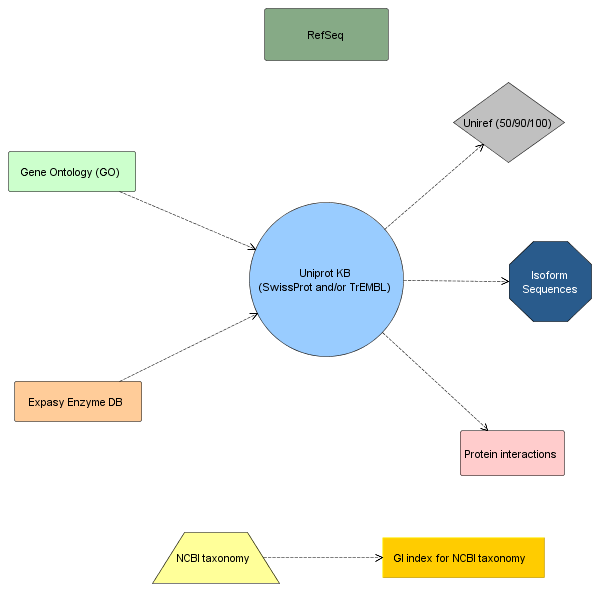 RefSeq
Uniref (50/90/100)
Gene Ontology (GO)
Uniprot KB
(SwissProt and/or TrEMBL)
Isoform
Sequences
Expasy Enzyme DB
Protein interactions
NCBI taxonomy
GI index for NCBI taxonomy